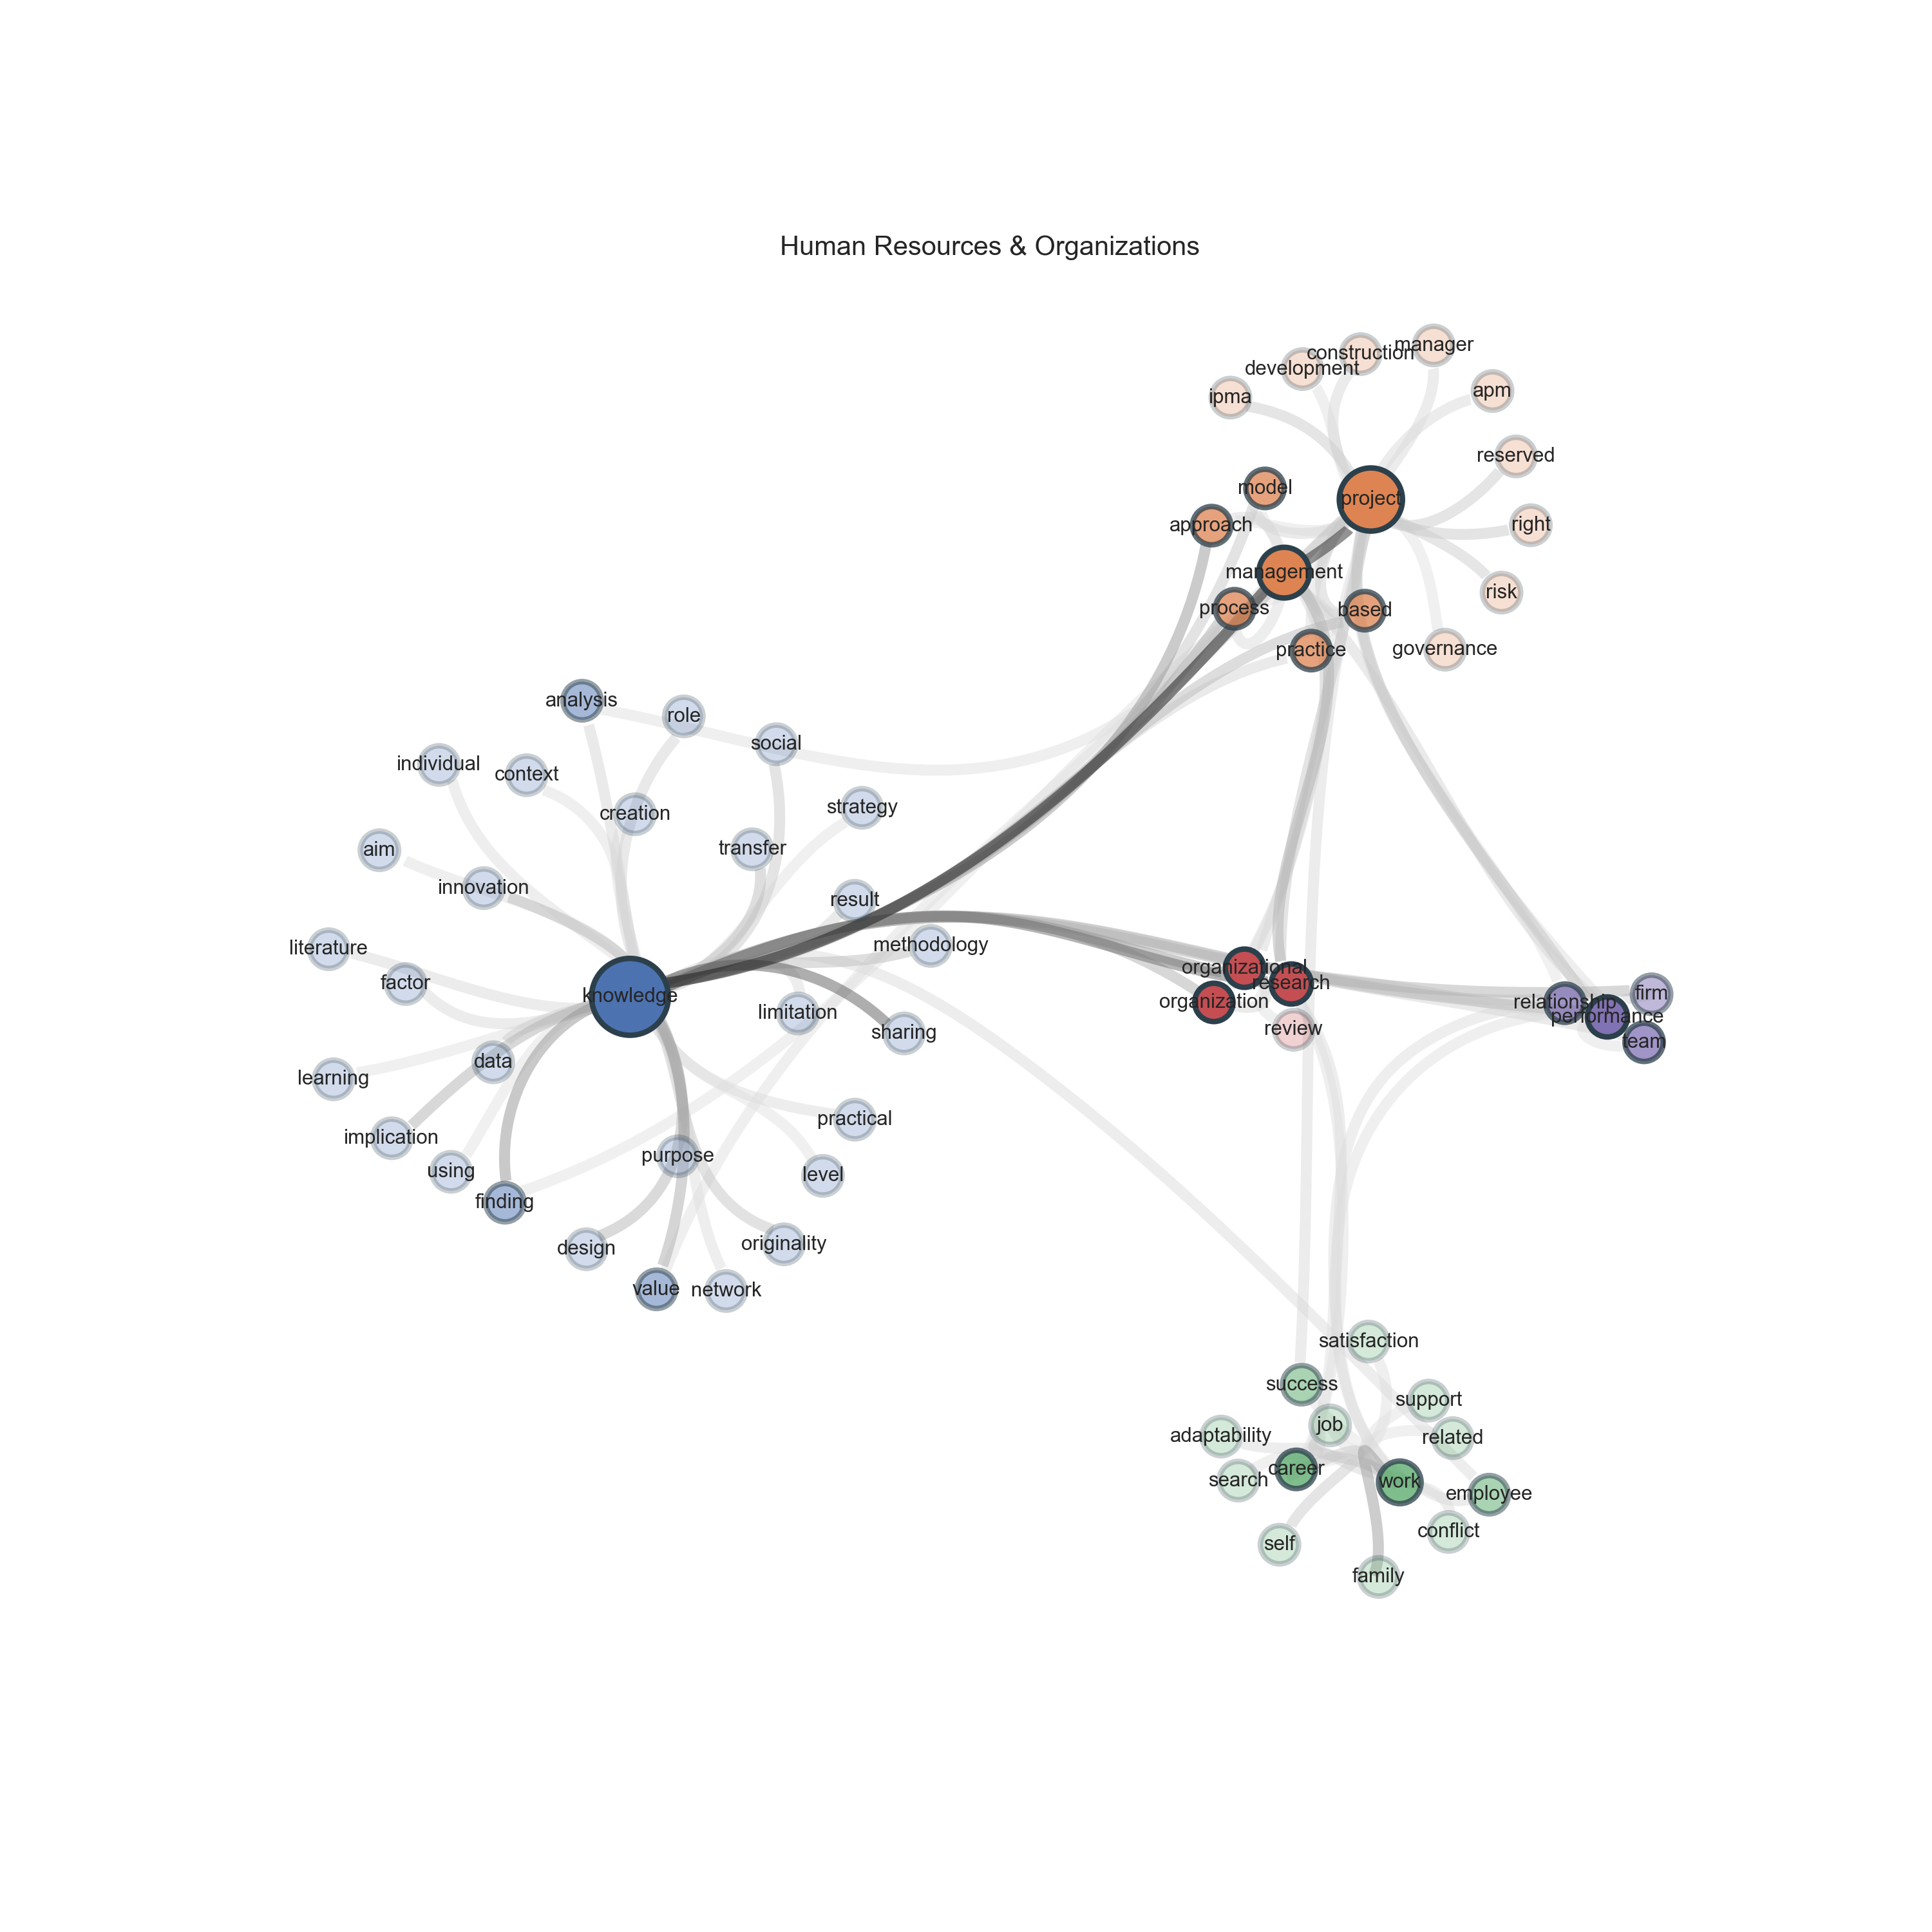 Human Resources & Organizations
manager
construction
development
apm
ipma
reserved
model
project
approach
right
management
risk
process
based
governance
practice
analysis
role
social
individual
context
creation
strategy
transfer
aim
innovation
result
literature
methodology
factor
knowledge
limitation
sharing
organizational
research
organization
review
relationship
firm
performance
team
data
learning
implication
using
finding
practical
purpose
level
design
originality
value
network
satisfaction
success
support
job
adaptability
related
search
career
work
employee
conflict
self
family